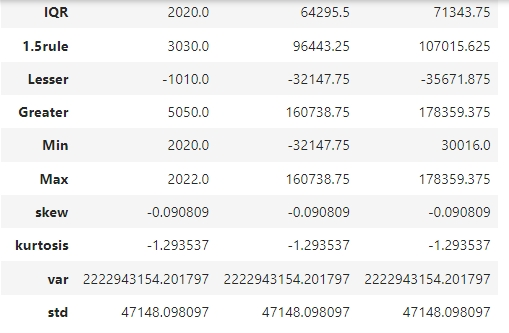 IQR 2020.0 64295.5 71343.75
1.5rule 3030.0 96443.25 107015.625
Lesser -1010.0 -32147.75 -35671.875
Greater 5050.0 160738.75 178359.375
Min 2020.0 -32147.75 30016.0
Max 2022.0 160738.75 178359.375
skew -0.090809 -0.090809 -0.090809
kurtosis -1.293537 -1.293537 -1.293537
var 2222943154.201797 2222943154.201797 2222943154.201797
std 47148.098097 47148.098097 47148.098097